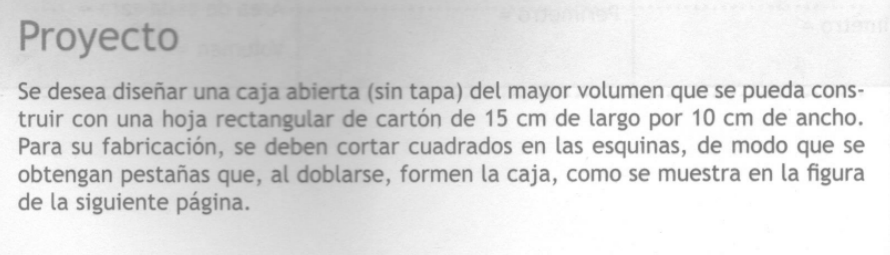 Proyecto
Se desea diseñar una caja abierta (sin tapa) del mayor volumen que se pueda cons-
truir con una hoja rectangular de cartón de 15 cm de largo por 10 cm de ancho.
Para su fabricación, se deben cortar cuadrados en las esquinas, de modo que se
obtengan pestañas que, al doblarse, formen la caja, como se muestra en la figura
de la siguiente página.